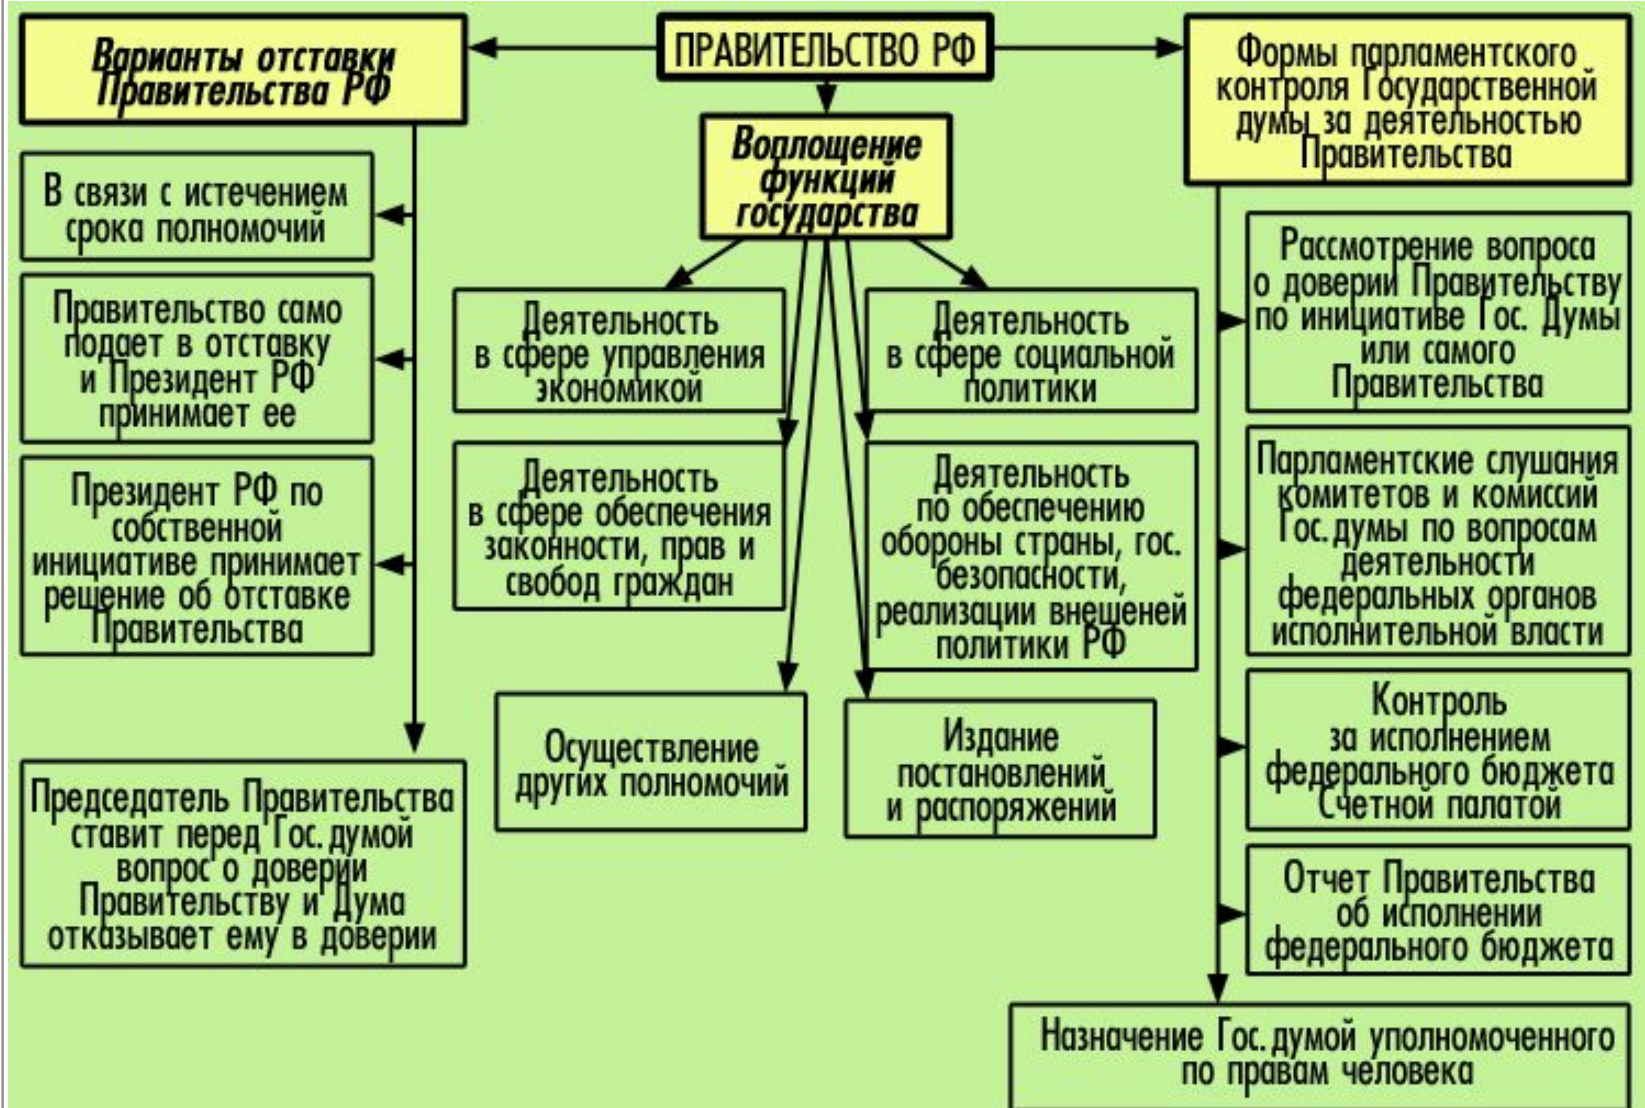 ПРАВИТЕЛЬСТВО РФ
Варианты отставки
Правительства РФ
В связи с истечением
срока полномочий
Правительство само
подает в отставку
и Президент РФ
принимает ее
Президент РФ по
собственной
инициативе принимает
решение об отставке
Правительства
Председатель Правительства
ставит перед Гос. думой
вопрос о доверии
Правительству и Дума
отказывает ему в доверии
Воплощение
функций
государства
Деятельность
в сфере управления
экономикой
Деятельность
в сфере социальной
политики
Деятельность
в сфере обеспечения
законности, прав и
свобод граждан
Деятельность
по обеспечению
обороны страны, гос.
безопасности,
реализации внешеней
политики РФ
Осуществление
других полномочий
Издание
постановлений
и распоряжений
Формы парламентского
контроля Государственной
думы за деятельностью
Правительства
Рассмотрение вопроса
о доверии Правительству
по инициативе Гос. Думы
или самого
Правительства
Парламентские слушания
комитетов и комиссий
Гос. думы по вопросам
деятельности
федеральных органов
исполнительной власти
Контроль
за исполнением
федерального бюджета
Счетной палатой
Отчет Правительства
об исполнении
федерального бюджета
Назначение Гос. думой уполномоченного
по правам человека